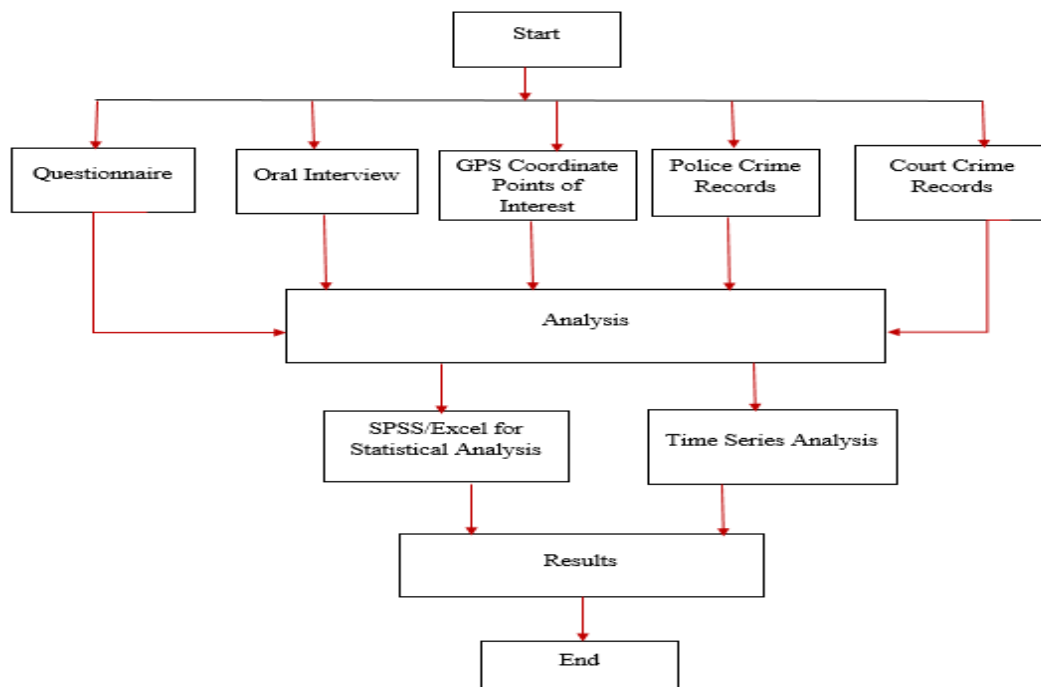 Start
Questionnaire
Oral Interview
GPS Coordinate
Points of
Interest
Police Crime
Records
Court Crime
Records
Analysis
SPSS/Excel for
Statistical Analysis
Time Series Analysis
Results
End